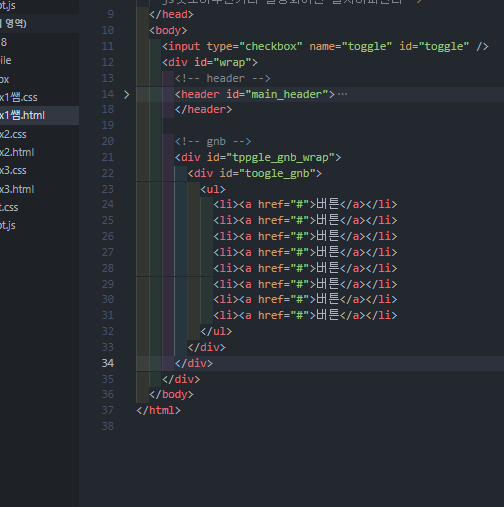 ot.js
9 </head>
| 영역)
10 <body>
8
11 <input type="checkbox" name="toggle" id="toggle" />
ile
12 <div id="wrap">
ox
13 <!-- header -->
x1쌤.css
14 <header id="main_header">…
x1쌤.html
18 </header>
x2.css
19
x2.html
20 <!-- gnb -->
x3.css
21 <div id="tppgle_gnb_wrap">
22 <div id="toogle_gnb">
x3.html
23 <ul>
t.css
24 <li><a href="#">버튼</a></li>
ot.js
25 <li><a href="#">버튼</a></li>
26 <li><a href="#">버튼</a></li>
27 <li><a href="#">버튼</a></li>
28 <li><a href="#">버튼</a></li>
29 <li><a href="#">버튼</a></li>
30 <li><a href="#">버튼</a></li>
31 <li><a href="#">버튼</a></li>
32 </ul>
33 </div>
34 </div>
35 </div>
36 </body>
37 </html>
38